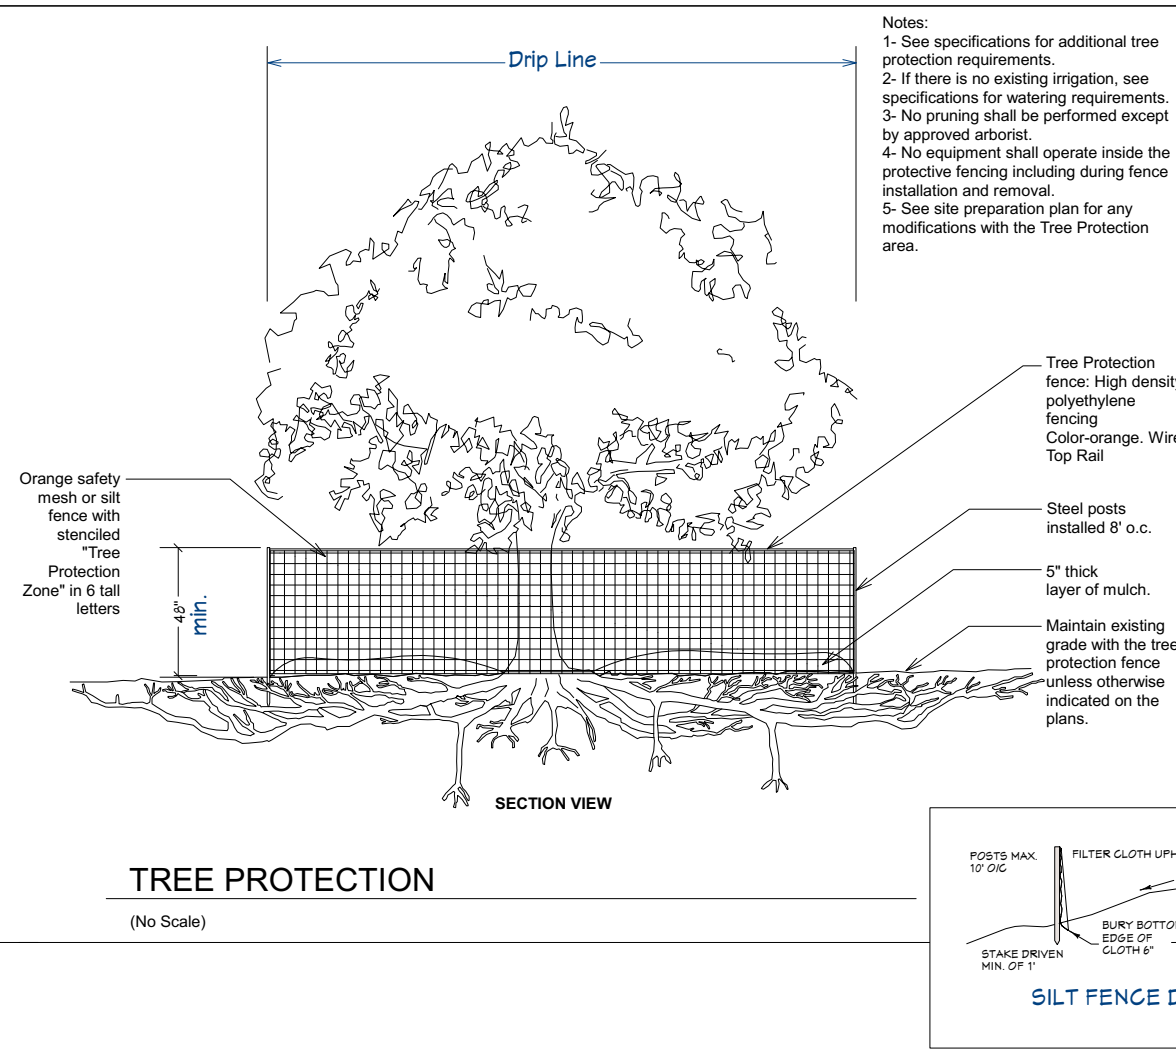 Notes:
1- See specifications for additional tree
protection requirements.
2- If there is no existing irrigation, see
specifications for watering requirements.
3- No pruning shall be performed except
by approved arborist.
4- No equipment shall operate inside the
protective fencing including during fence
installation and removal.
5- See site preparation plan for any
modifications with the Tree Protection
area.
Drip Line
Tree Protection
fence: High density
polyethylene
fencing
Color-orange. Wire
Top Rail
Orange safety
mesh or silt
fence with
stenciled
"Tree
Protection
Zone" in 6 tall
letters
48"
min.
Steel posts
installed 8' o.c.
5" thick
layer of mulch.
Maintain existing
grade with the tree
protection fence
unless otherwise
indicated on the
plans.
SECTION VIEW
TREE PROTECTION
(No Scale)
POSTS MAX.
10' O/C
FILTER CLOTH
BURY
EDGE OF
CLOTH 6"
STAKE DRIVEN
MIN. OF 1'
SILT FENCE